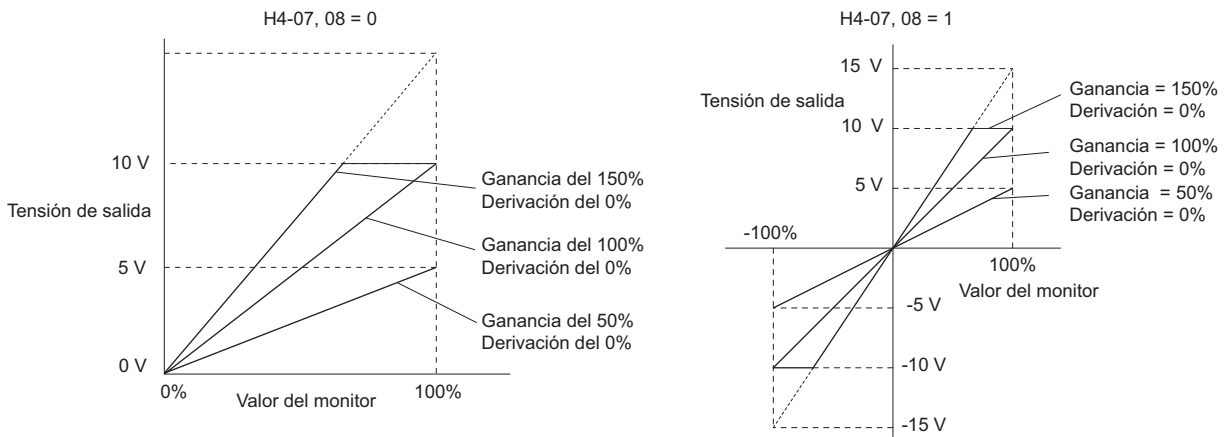 H4-07, 08 = 0
10 V
Tensión de salida
5 V
0 V
0%
Valor del monitor
100%
Ganancia del 150%
Derivación del 0%
Ganancia del 100%
Derivación del 0%
Ganancia del 50%
Derivación del 0%
H4-07, 08 = 1
15 V
Tensión de salida
10 V
5 V
-100%
100%
Valor del monitor
-5 V
-10 V
-15 V
Ganancia = 150%
Derivación = 0%
Ganancia = 100%
Derivación = 0%
Ganancia = 50%
Derivación = 0%